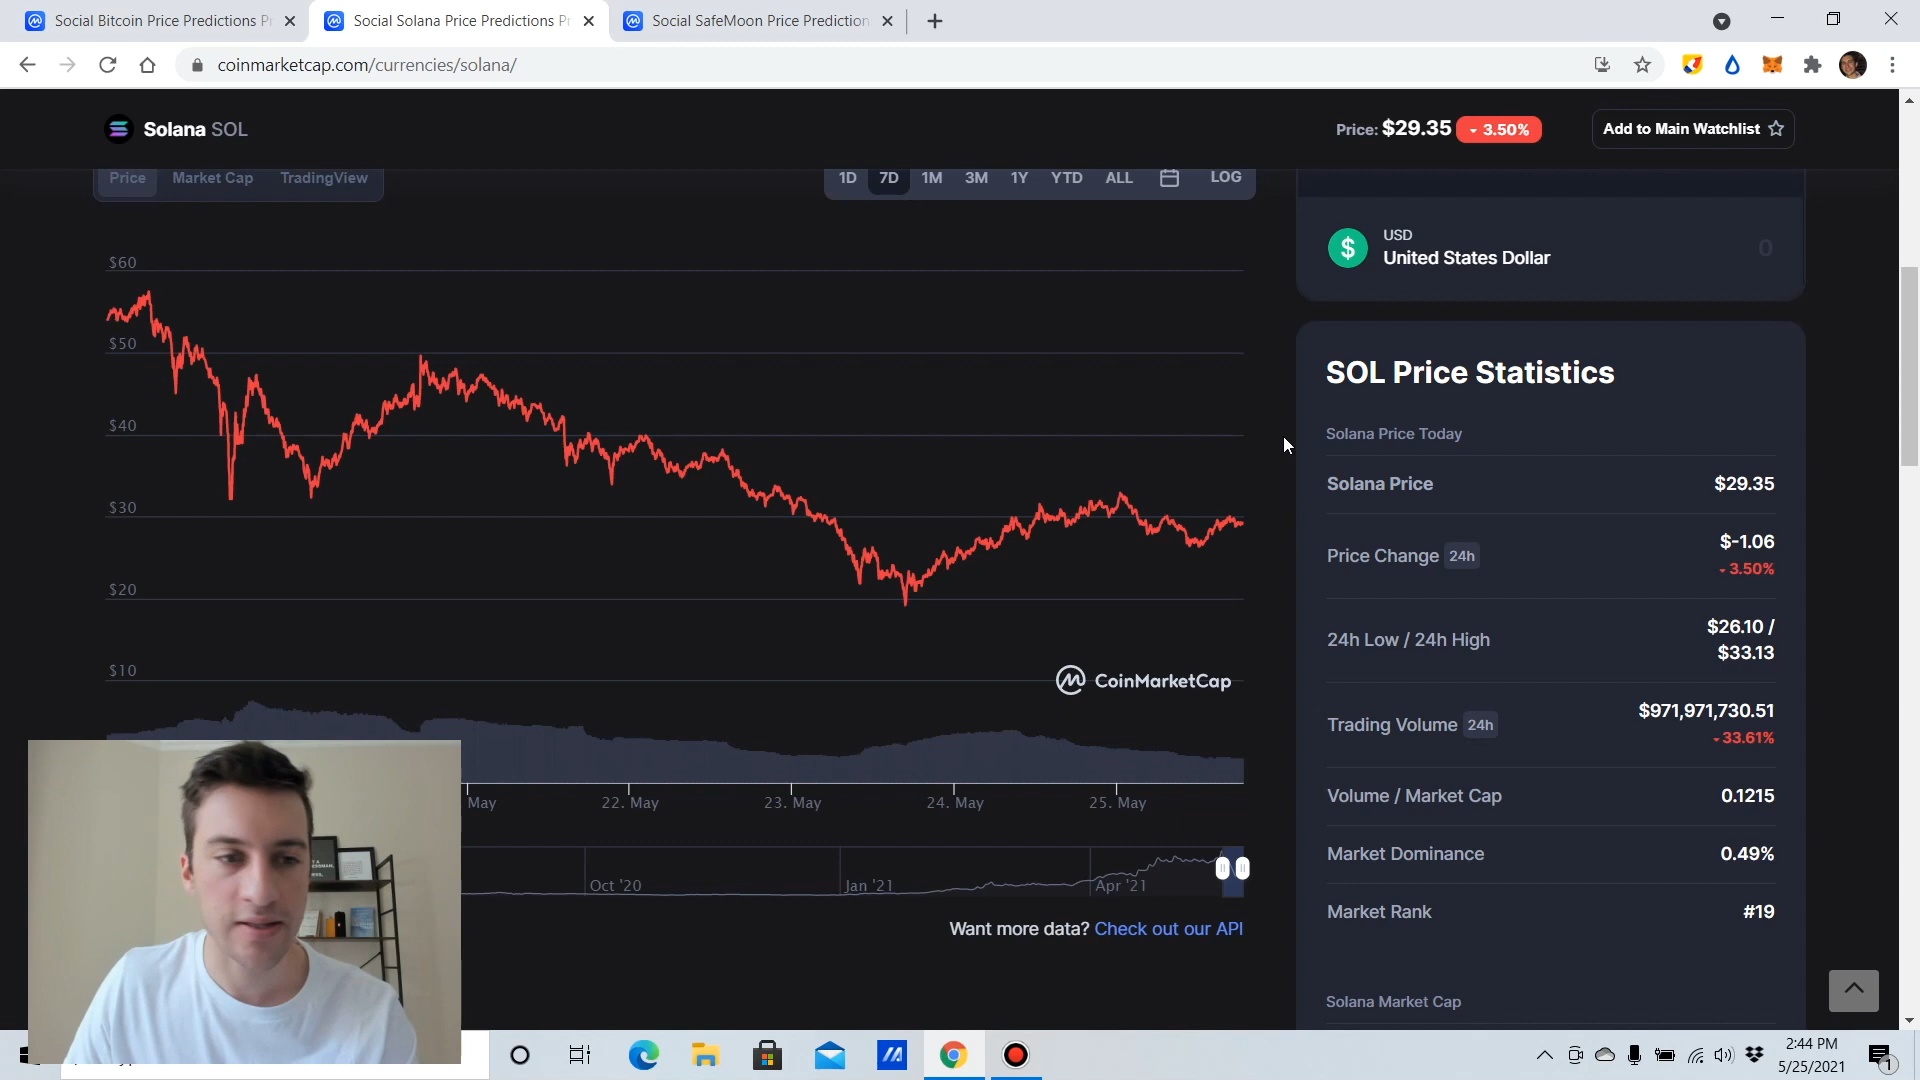 Social Bitcoin Price Predictions Pr
Social Solana Price Predictions Pr
Social SafeMoon Price Prediction
coinmarketcap.com/currencies/solana/
Solana SOL
Price: $29.35 3.50%
Add to Main Watchlist
Price Market Cap TradingView
1D 7D 1M 3M 1Y YTD ALL LOG
USD
United States Dollar
0
$60
$50
$40
$30
$20
$10
CoinMarketCap
May 22. May 23. May 24. May 25. May
Oct '20 Jan '21 Apr '21
Want more data? Check out our API
SOL Price Statistics
Solana Price Today
Solana Price $29.35
Price Change 24h $-1.06
3.50%
24h Low / 24h High $26.10 /
$33.13
Trading Volume 24h $971,971,730.51
33.61%
Volume / Market Cap 0.1215
Market Dominance 0.49%
Market Rank #19
Solana Market Cap
2:44 PM
5/25/2021
1